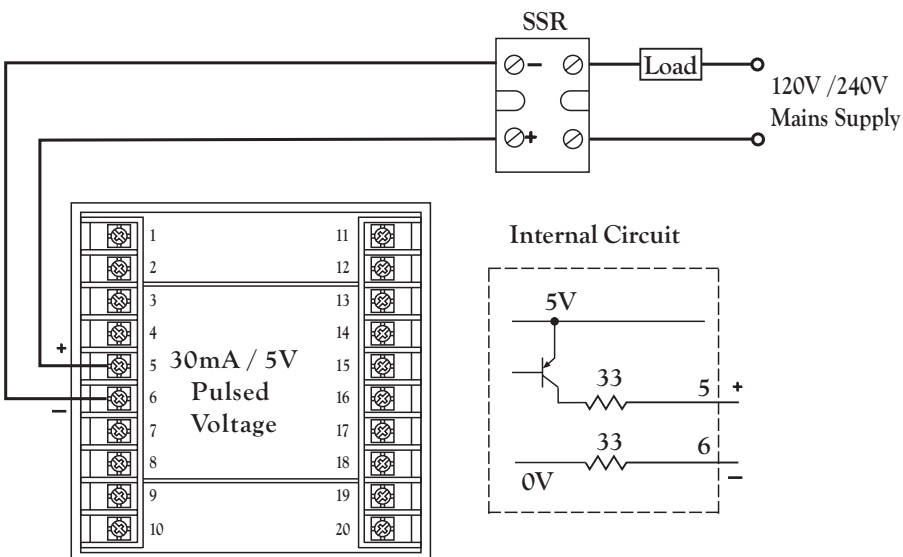 SSR
−
Load
120V /240V
Mains Supply
+
1 11
2 12
3 13
4 14
+ 5 30mA / 5V 15
− 6 Pulsed 16
7 Voltage 17
8 18
9 19
10 20
Internal Circuit
5V
33 5 +
33 6
0V −